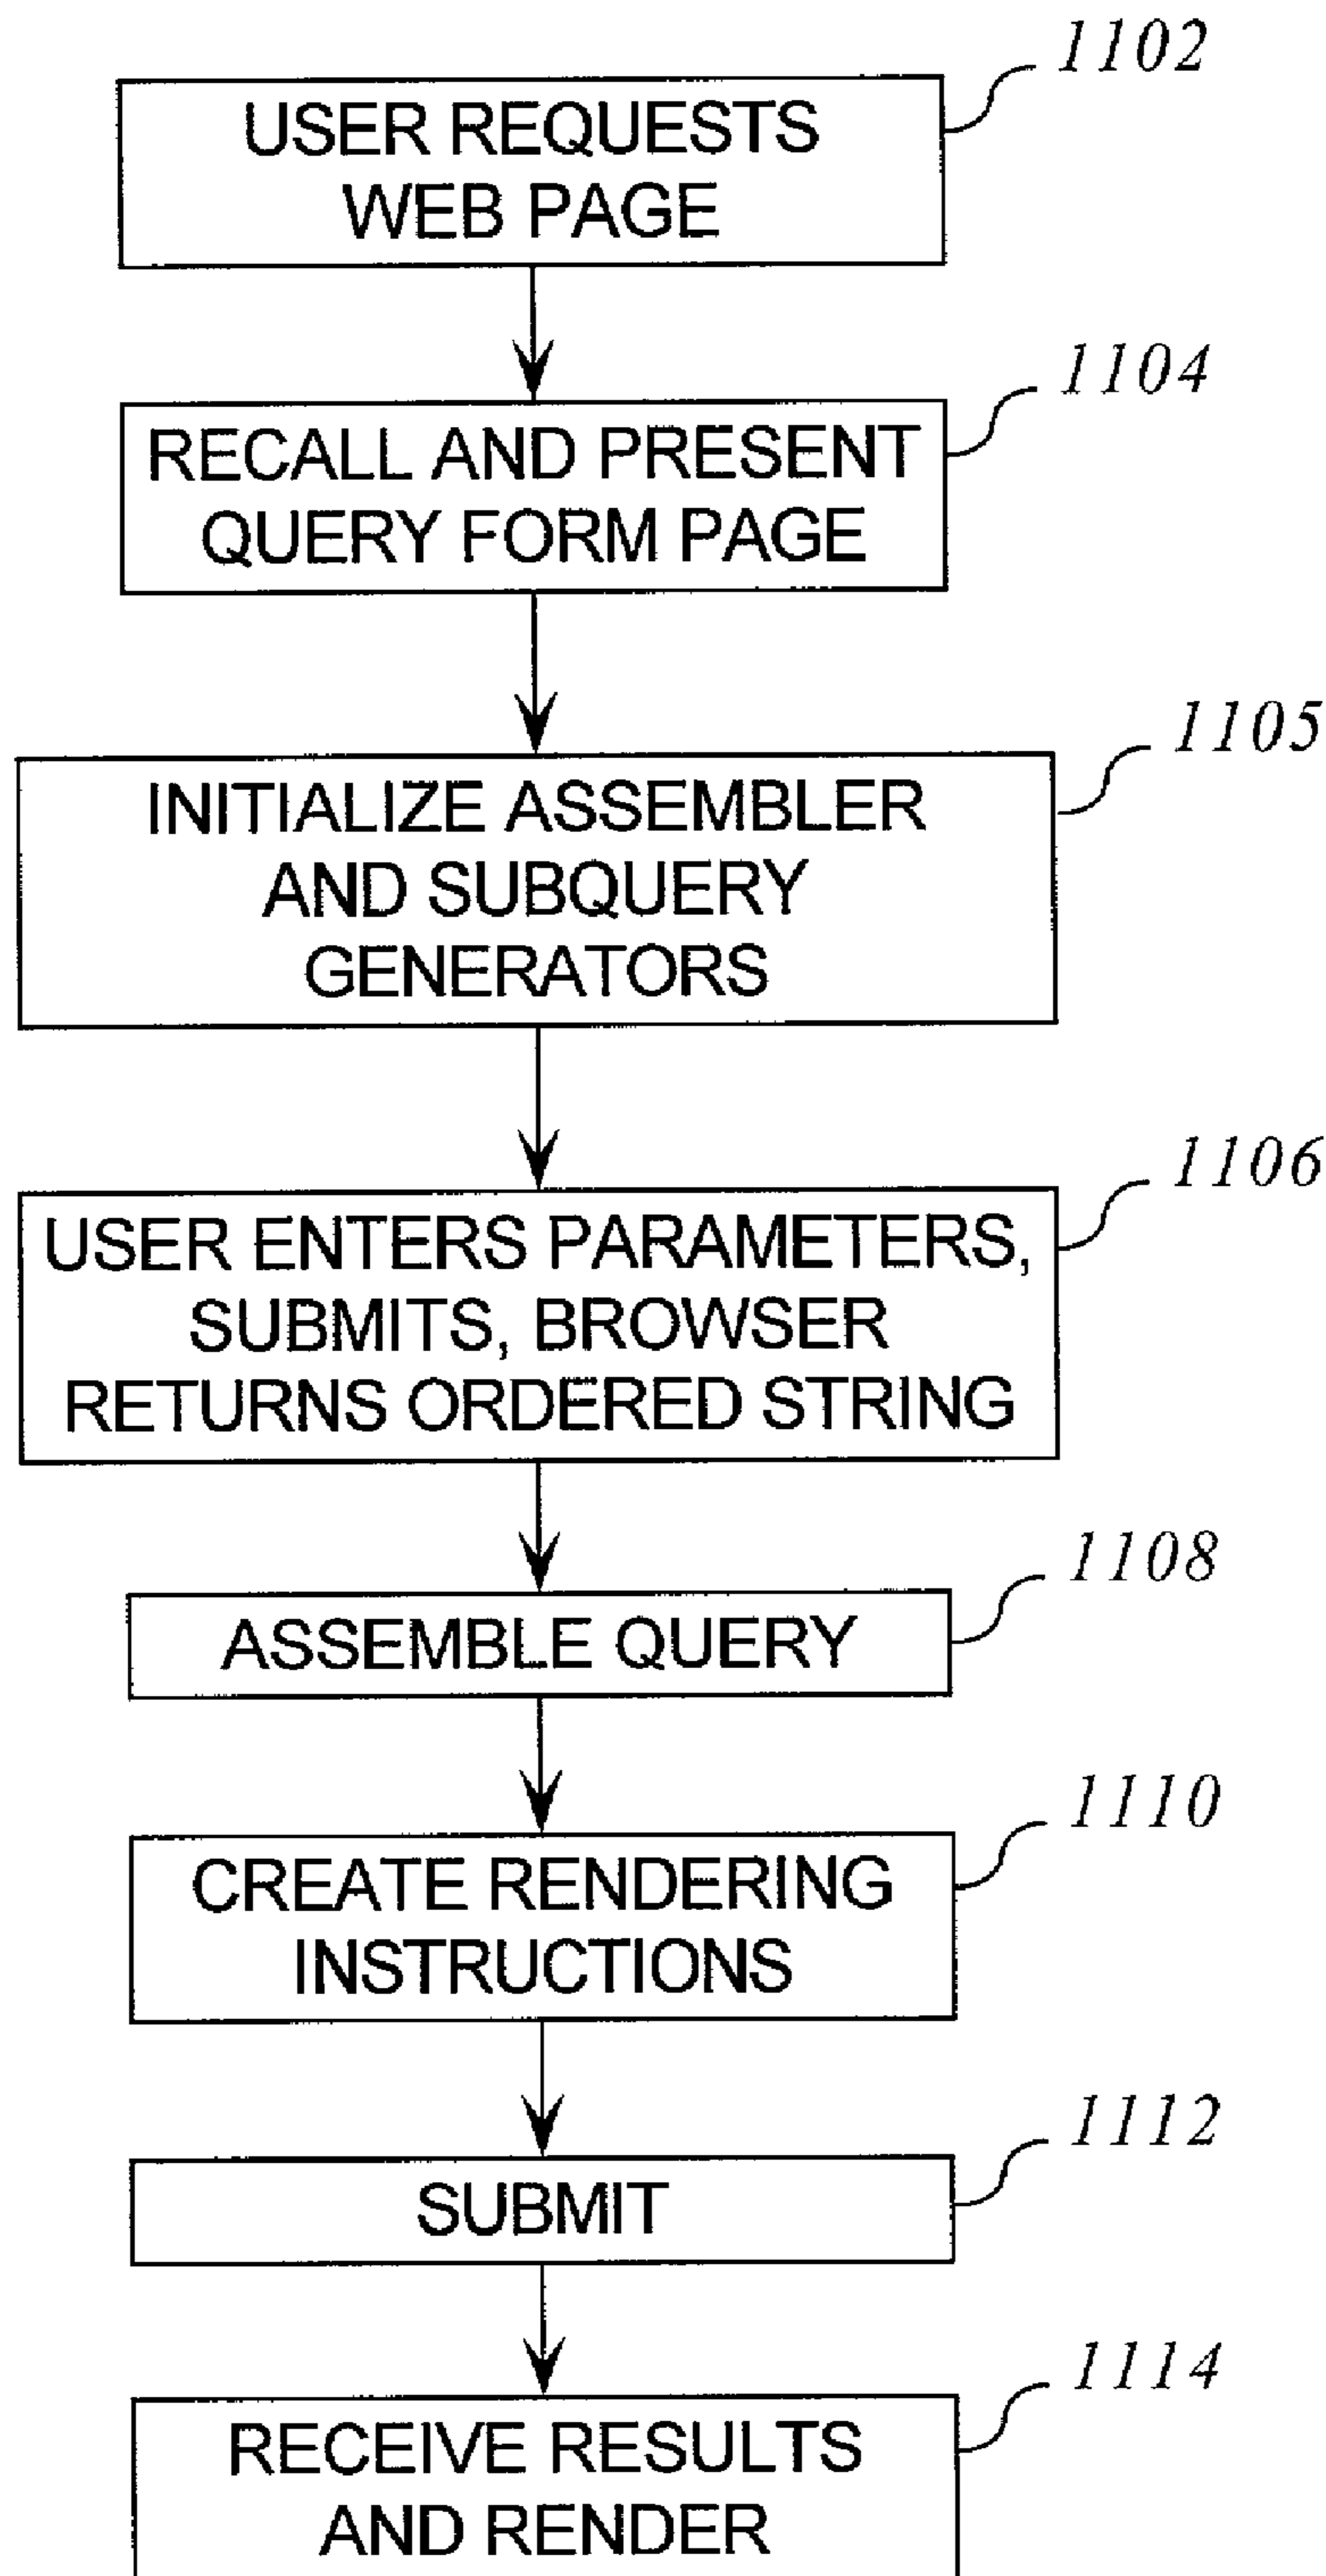 1102
USER REQUESTS
WEB PAGE
1104
RECALL AND PRESENT
QUERY FORM PAGE
1105
INITIALIZE ASSEMBLER
AND SUBQUERY
GENERATORS
1106
USER ENTERS PARAMETERS,
SUBMITS, BROWSER
RETURNS ORDERED STRING
1108
ASSEMBLE QUERY
1110
CREATE RENDERING
INSTRUCTIONS
1112
SUBMIT
1114
RECEIVE RESULTS
AND RENDER